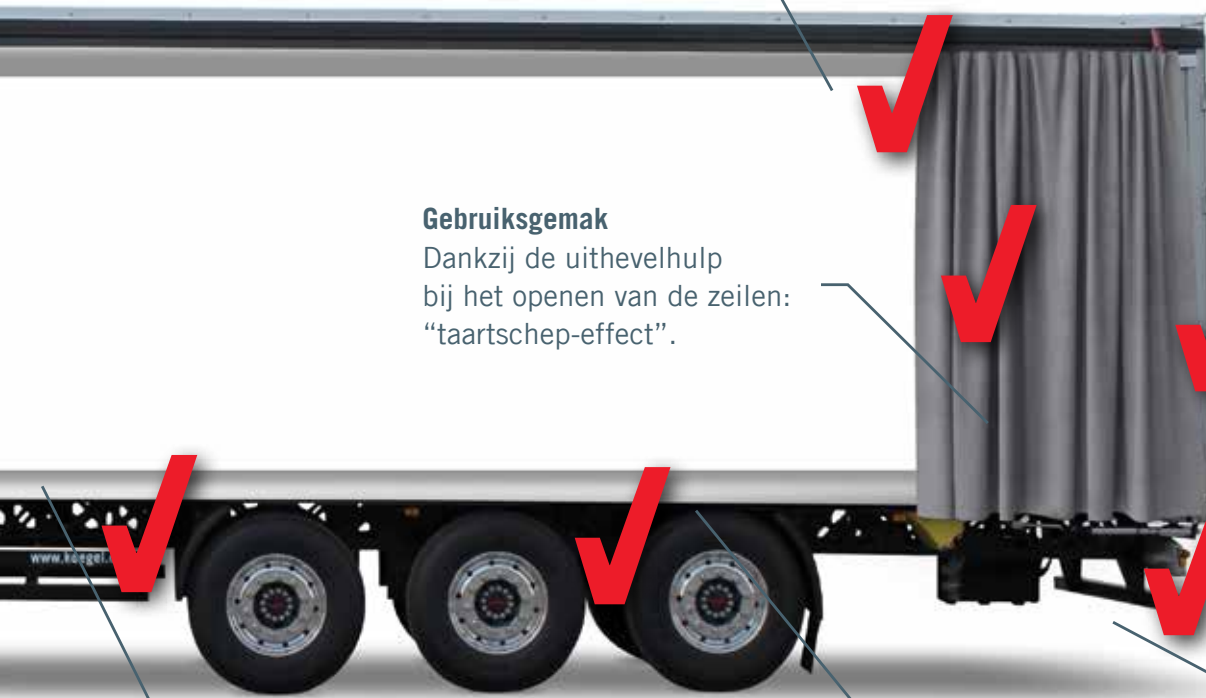 Gebruiksgemak
Dankzij de uithevelhulp
bij het openen van de zeilen:
“taartschep-effect”.